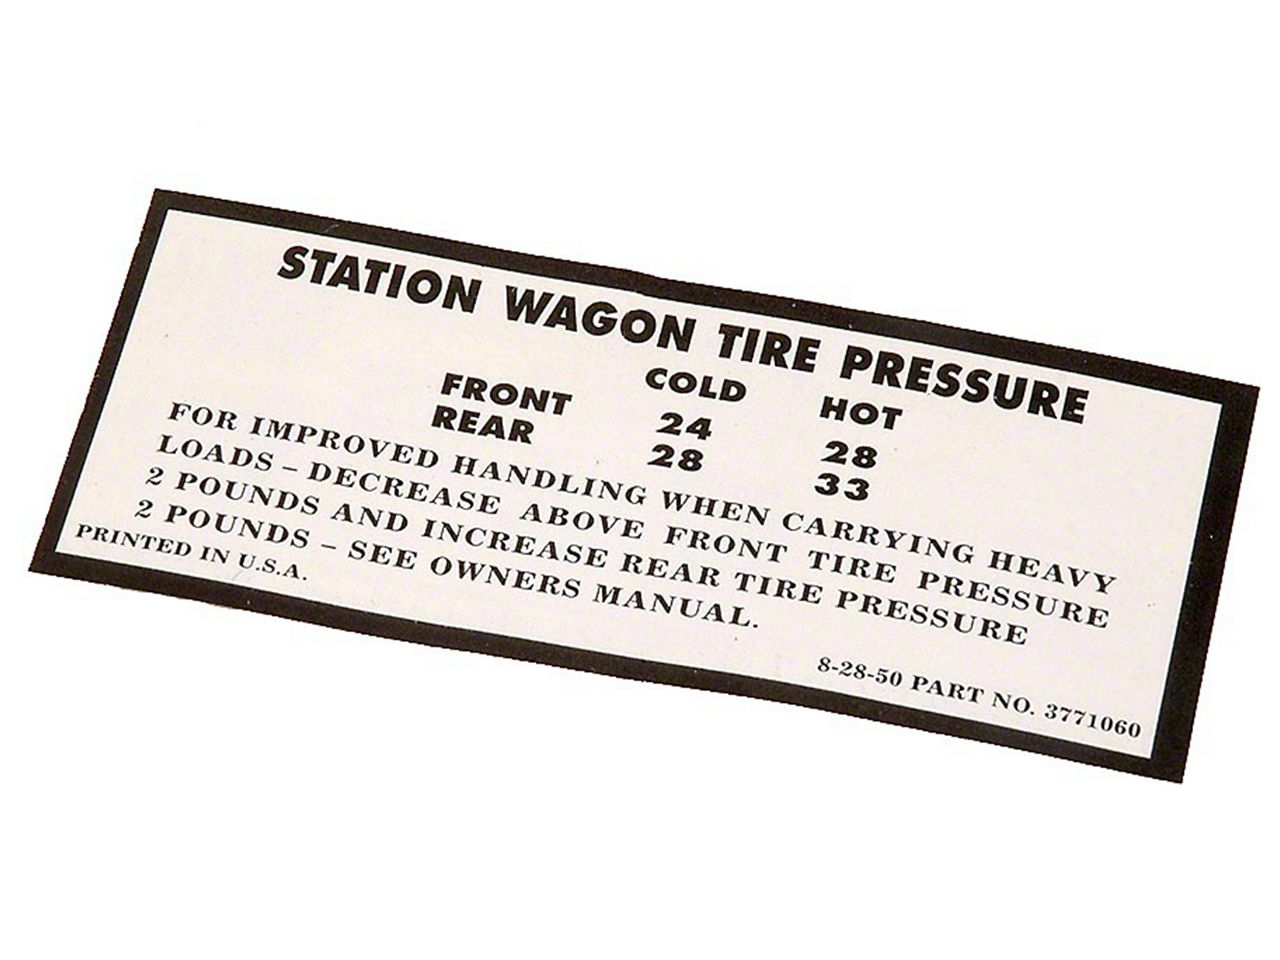 STATION WAGON TIRE PRESSURE
COLD HOT
FRONT 24 28
REAR 28 33
FOR IMPROVED HANDLING WHEN CARRYING HEAVY
LOADS – DECREASE ABOVE FRONT TIRE PRESSURE
2 POUNDS AND INCREASE REAR TIRE PRESSURE
2 POUNDS – SEE OWNERS MANUAL.
PRINTED IN U.S.A.
8-28-50 PART NO. 3771060